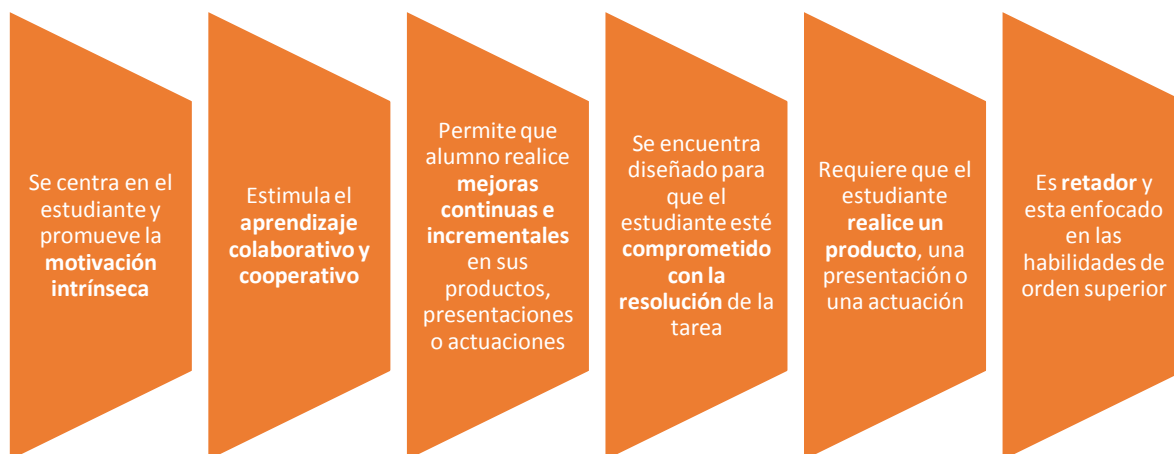 Se centra en el
estudiante y
promueve la
motivación
intrínseca
Estimula el
aprendizaje
colaborativo y
cooperativo
Permite que
alumno realice
mejoras
continuas e
incrementales
en sus
productos,
presentaciones
o actuaciones
Se encuentra
diseñado para
que el
estudiante esté
comprometido
con la
resolución de la
tarea
Requiere que el
estudiante
realice un
producto, una
presentación o
una actuación
Es retador y
esta enfocado
en las
habilidades de
orden superior